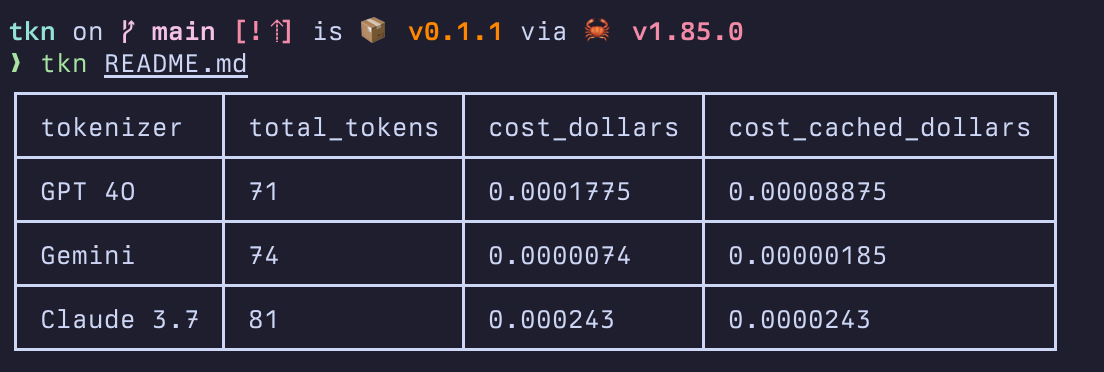 tkn on main [!⇡] is 📦 v0.1.1 via 🦀 v1.85.0
❱ tkn README.md
tokenizer total_tokens cost_dollars cost_cached_dollars
GPT 4O 71 0.0001775 0.00008875
Gemini 74 0.0000074 0.00000185
Claude 3.7 81 0.000243 0.0000243